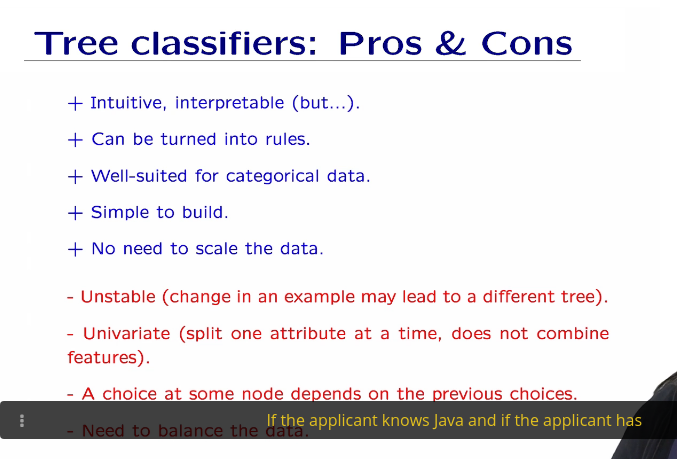 Tree classifiers: Pros & Cons
+ Intuitive, interpretable (but...).
+ Can be turned into rules.
+ Well-suited for categorical data.
+ Simple to build.
+ No need to scale the data.
- Unstable (change in an example may lead to a different tree).
- Univariate (split one attribute at a time, does not combine
features).
- A choice at some node depends on the previous choices.
If the applicant knows Java and if the applicant has
- Need to balance the data.